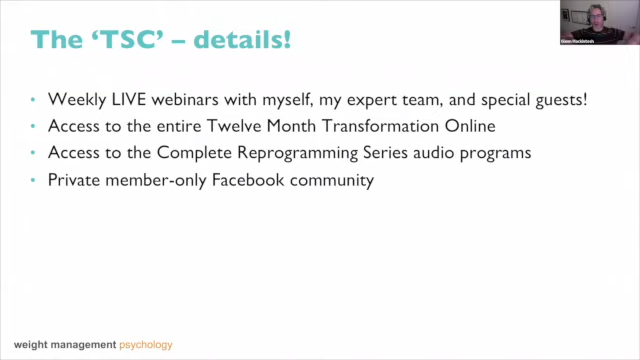 The ‘TSC’ – details!
Glenn Mackintosh
• Weekly LIVE webinars with myself, my expert team, and special guests!
• Access to the entire Twelve Month Transformation Online
• Access to the Complete Reprogramming Series audio programs
• Private member-only Facebook community
weight management psychology